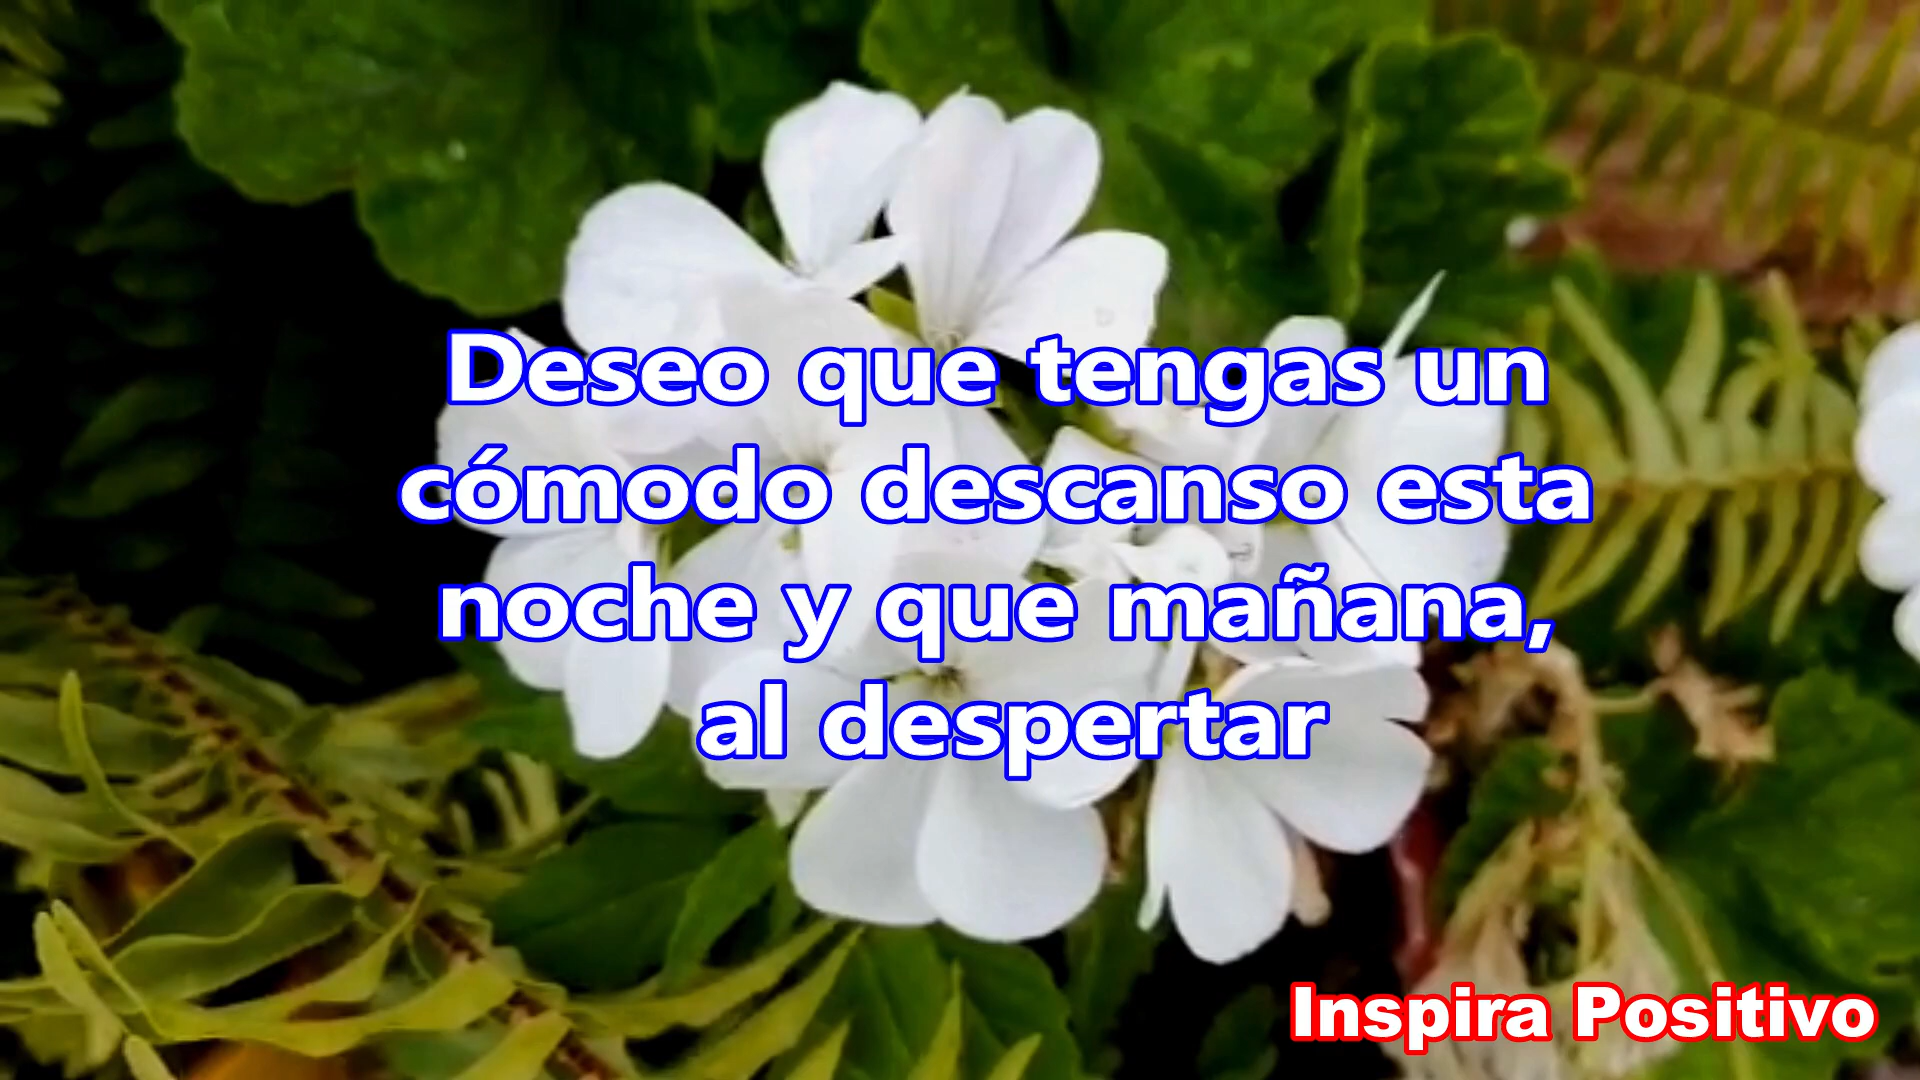 Deseo que tengas un
cómodo descanso esta
noche y que mañana,
al despertar
Inspira Positivo